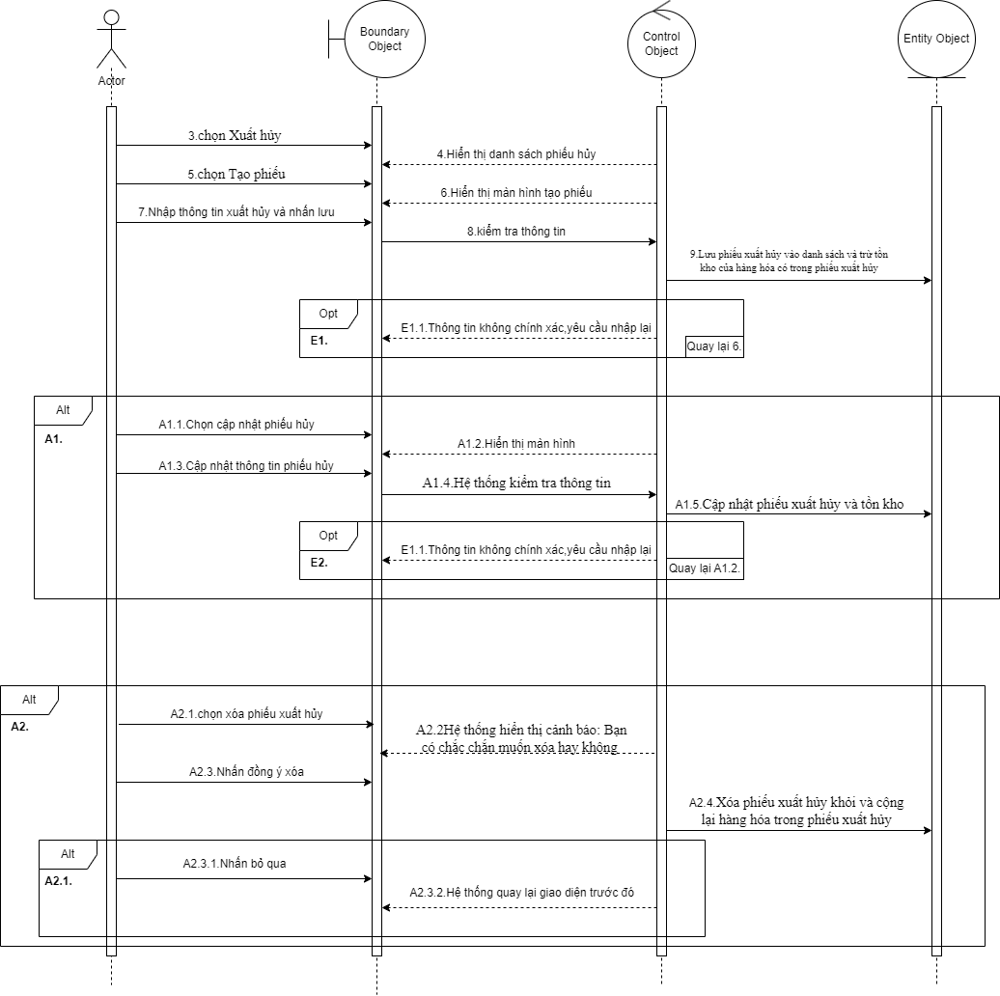 Boundary
Object
Control
Object
Entity Object
Actor
3.chọn Xuất hủy
4.Hiển thị danh sách phiếu hủy
5.chọn Tạo phiếu
6.Hiển thị màn hình tạo phiếu
7.Nhập thông tin xuất hủy và nhấn lưu
8.kiểm tra thông tin
9.Lưu phiếu xuất hủy vào danh sách và trừ tồn
kho của hàng hóa có trong phiếu xuất hủy
Opt
E1.
E1.1.Thông tin không chính xác,yêu cầu nhập lại
Quay lại 6.
Alt
A1.
A1.1.Chọn cập nhật phiếu hủy
A1.2.Hiển thị màn hình
A1.3.Cập nhật thông tin phiếu hủy
A1.4.Hệ thống kiểm tra thông tin
A1.5.Cập nhật phiếu xuất hủy và tồn kho
Opt
E2.
E1.1.Thông tin không chính xác,yêu cầu nhập lại
Quay lại A1.2.
Alt
A2.
A2.1.chọn xóa phiếu xuất hủy
A2.2Hệ thống hiển thị cảnh báo: Bạn
có chắc chắn muốn xóa hay không
A2.3.Nhấn đồng ý xóa
A2.4.Xóa phiếu xuất hủy khỏi và cộng
lại hàng hóa trong phiếu xuất hủy
Alt
A2.1.
A2.3.1.Nhấn bỏ qua
A2.3.2.Hệ thống quay lại giao diện trước đó